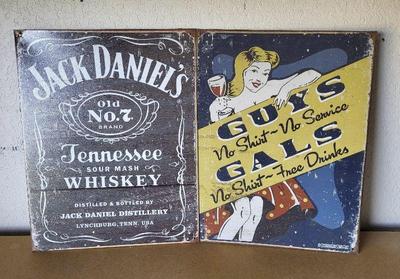 JACK DANIEL'S
Old
No.7
BRAND
Tennessee
SOUR MASH
WHISKEY
DISTILLED & BOTTLED BY
JACK DANIEL DISTILLERY
LYNCHBURG, TENN. USA
GUYS
No Shirt~No Service
GALS
No Shirt~Free Drinks